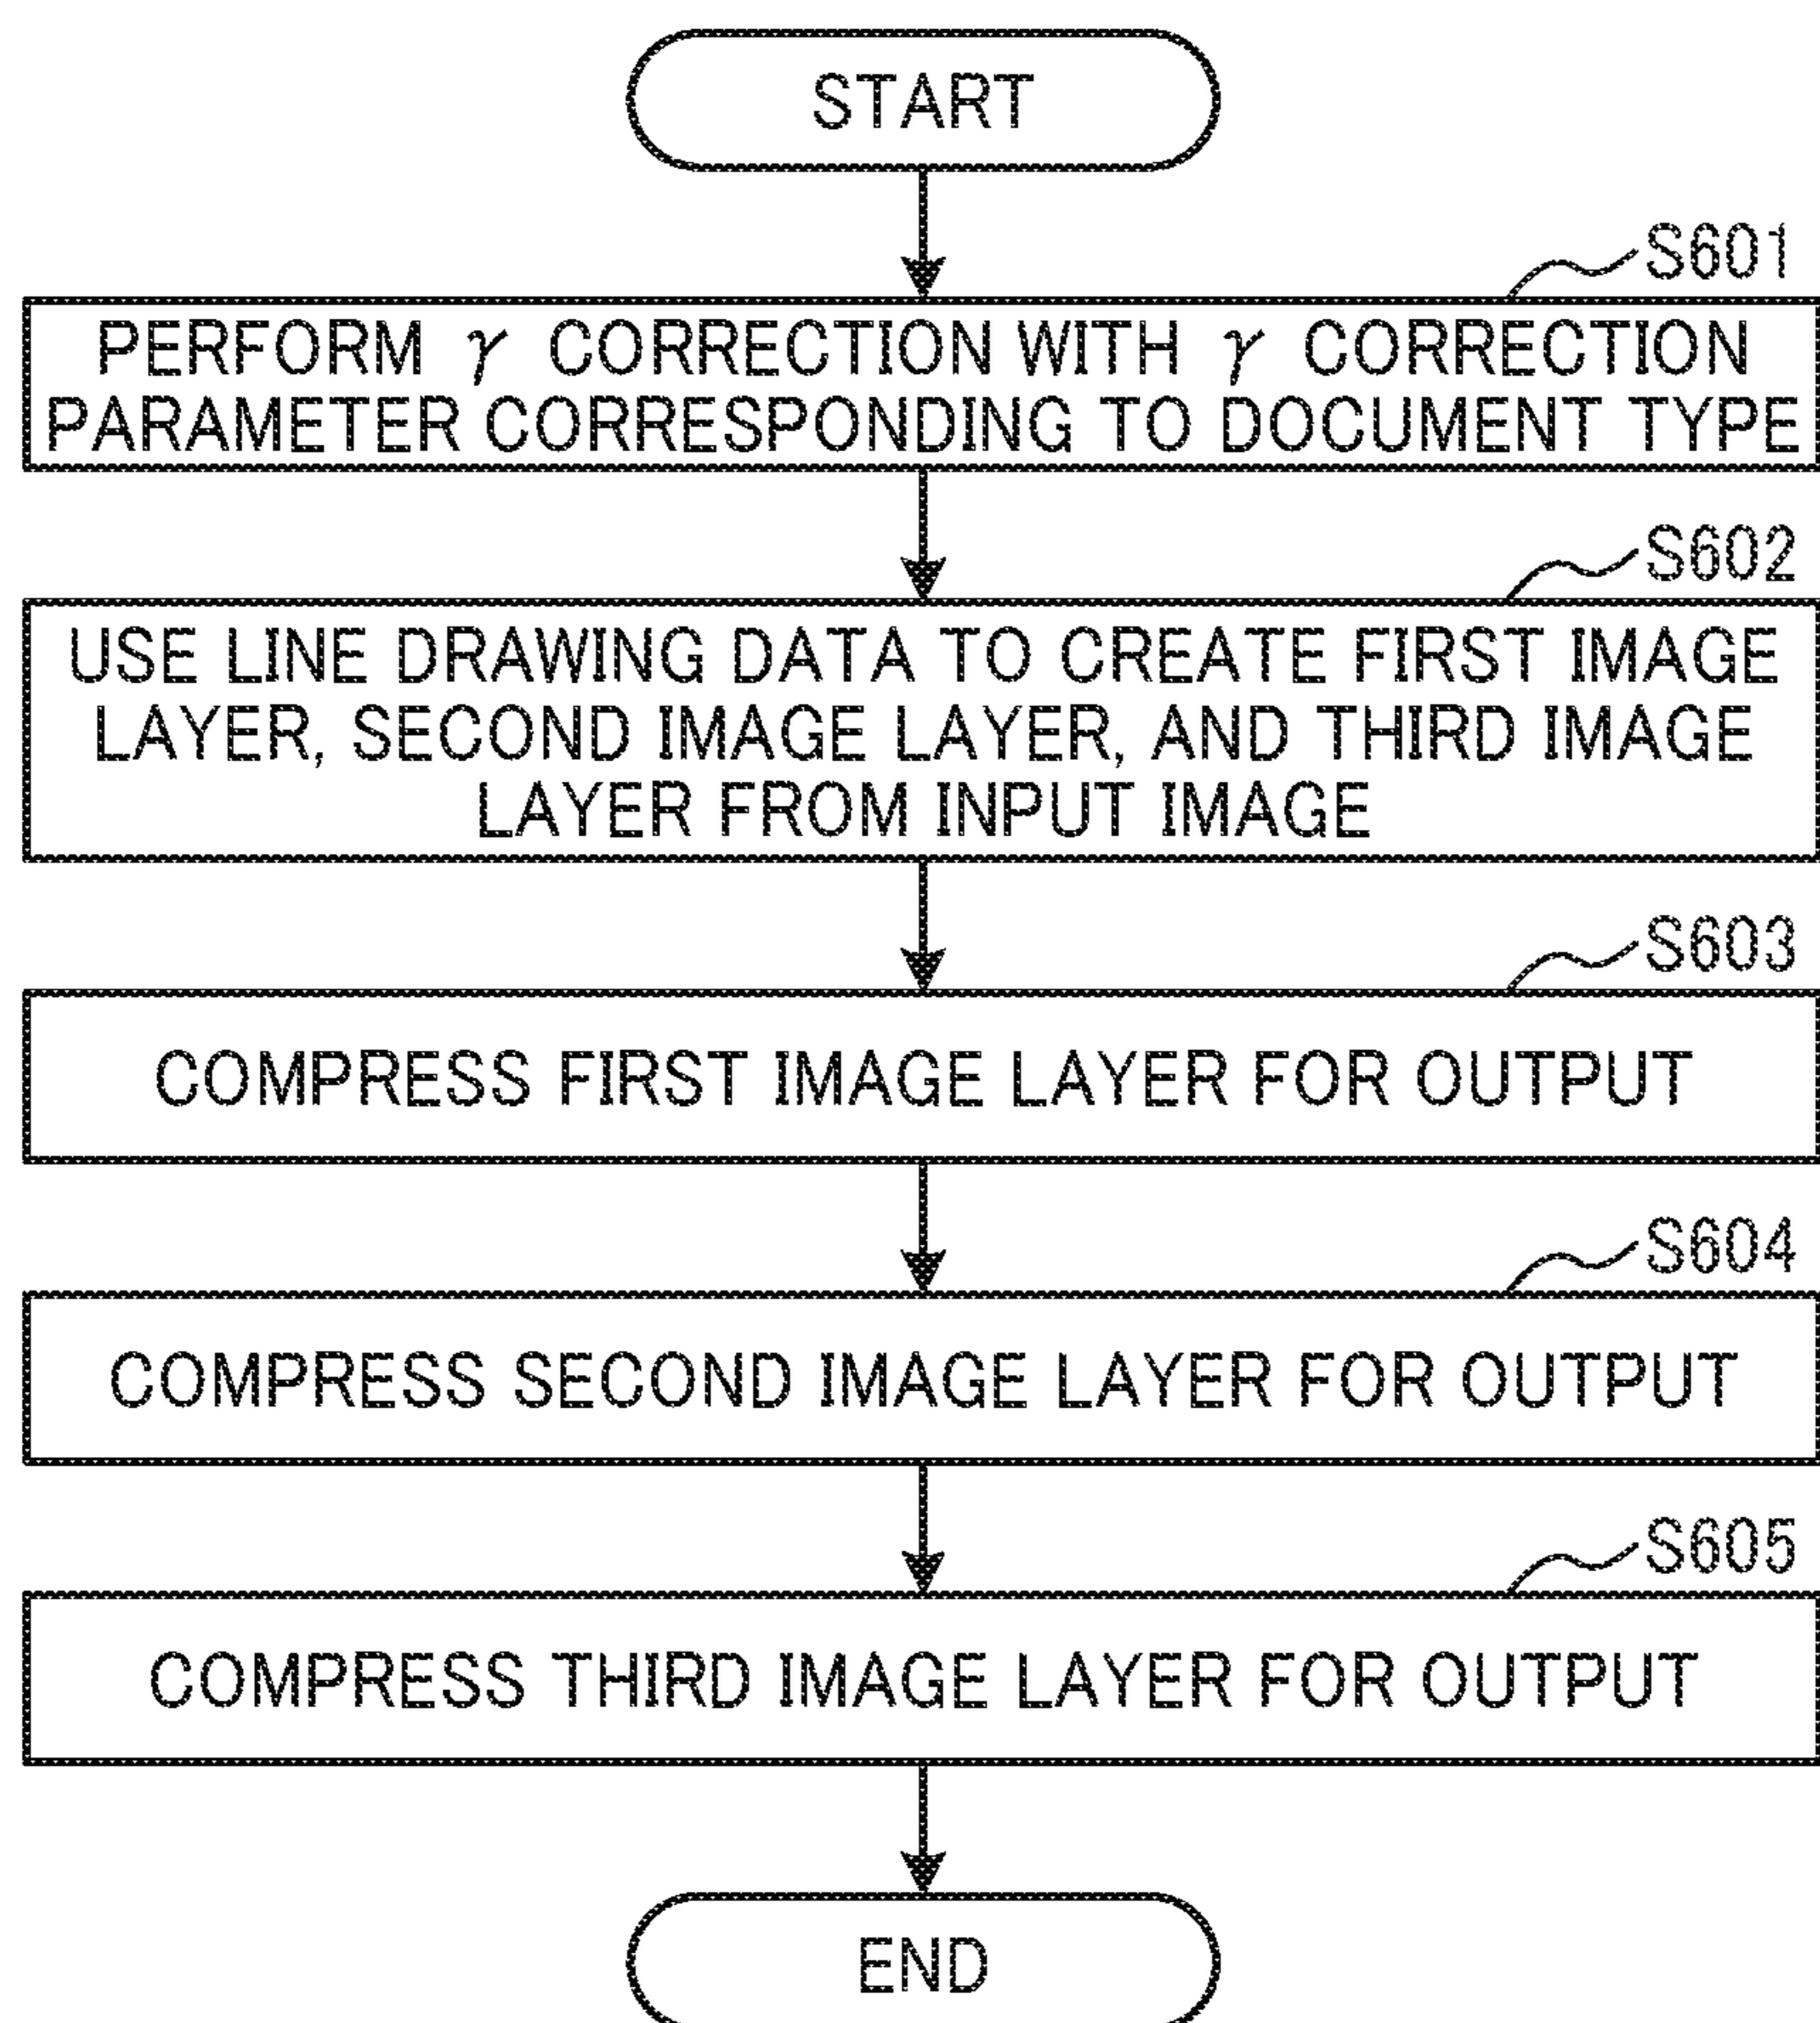 START
S601
PERFORM γ CORRECTION WITH γ CORRECTION
PARAMETER CORRESPONDING TO DOCUMENT TYPE
S602
USE LINE DRAWING DATA TO CREATE FIRST IMAGE
LAYER, SECOND IMAGE LAYER, AND THIRD IMAGE
LAYER FROM INPUT IMAGE
S603
COMPRESS FIRST IMAGE LAYER FOR OUTPUT
S604
COMPRESS SECOND IMAGE LAYER FOR OUTPUT
S605
COMPRESS THIRD IMAGE LAYER FOR OUTPUT
END